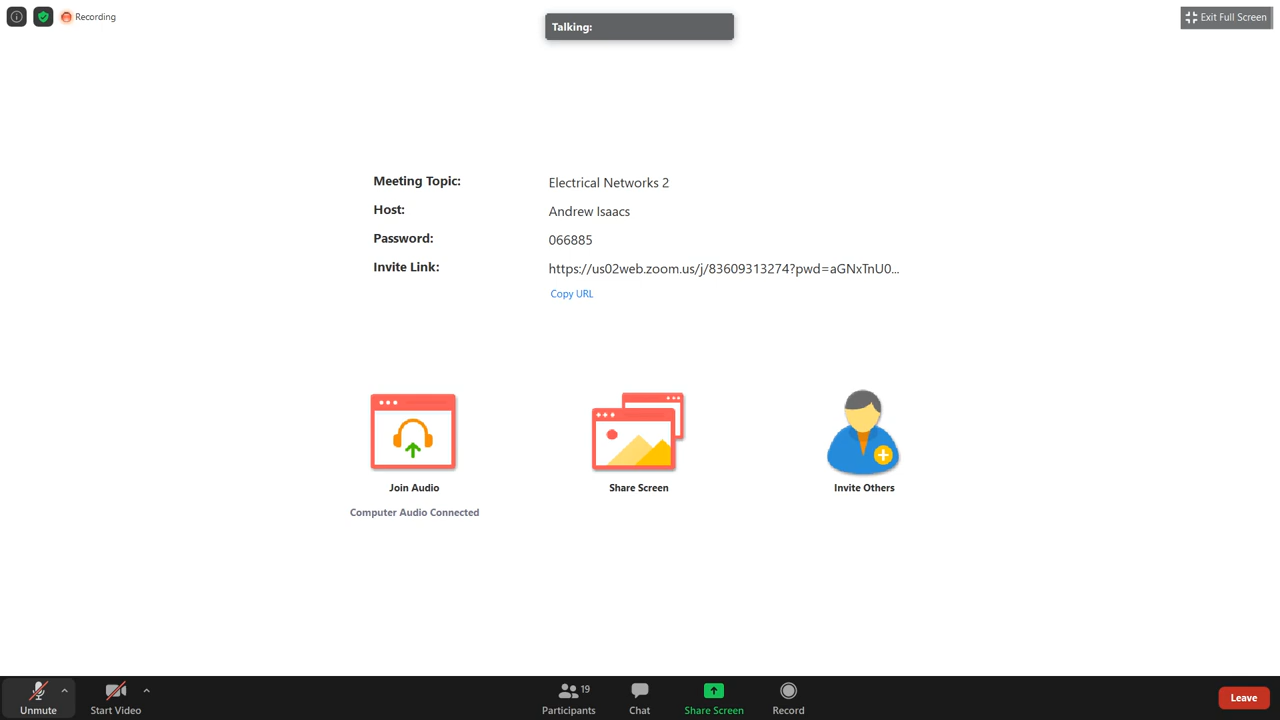 Recording
Talking:
Exit Full Screen
Meeting Topic: Electrical Networks 2
Host: Andrew Isaacs
Password: 066885
Invite Link: https://us02web.zoom.us/j/83609313274?pwd=aGNxTnU0...
Copy URL
Join Audio
Share Screen
Invite Others
Computer Audio Connected
Unmute
Start Video
19
Participants
Chat
Share Screen
Record
Leave